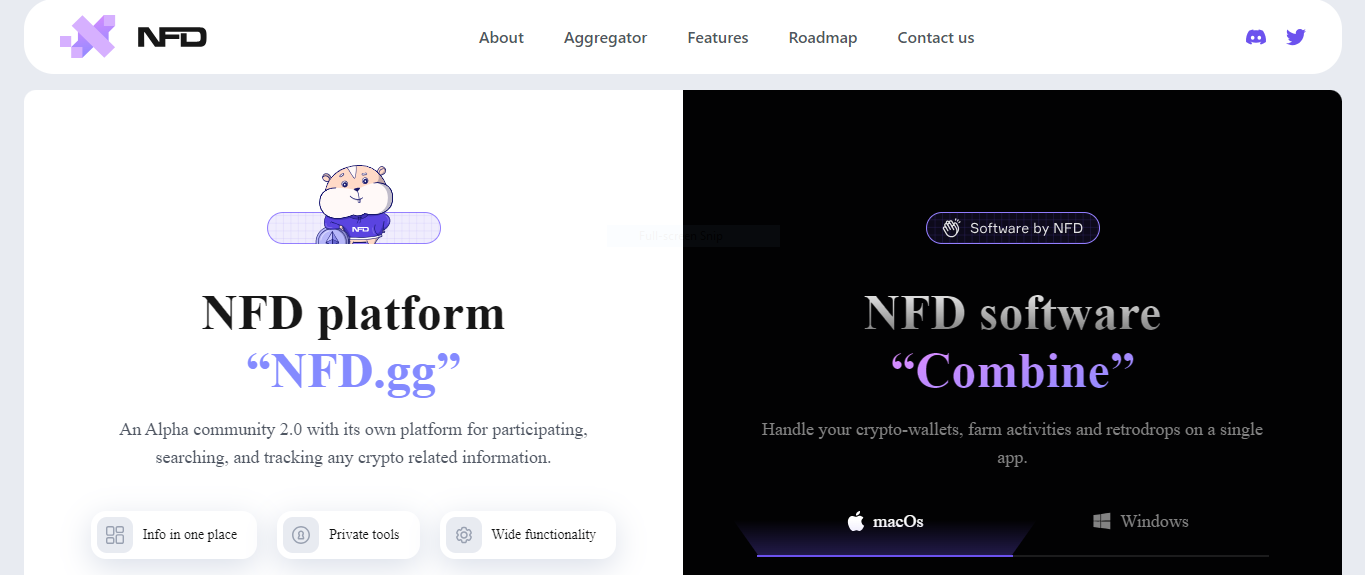 NFD
About
Aggregator
Features
Roadmap
Contact us
NFD
NFD platform
“NFD.gg”
An Alpha community 2.0 with its own platform for participating,
searching, and tracking any crypto related information.
Info in one place
Private tools
Wide functionality
Full-screen Snip
Software by NFD
NFD software
“Combine”
Handle your crypto-wallets, farm activities and retrodrops on a single
app.
macOs
Windows